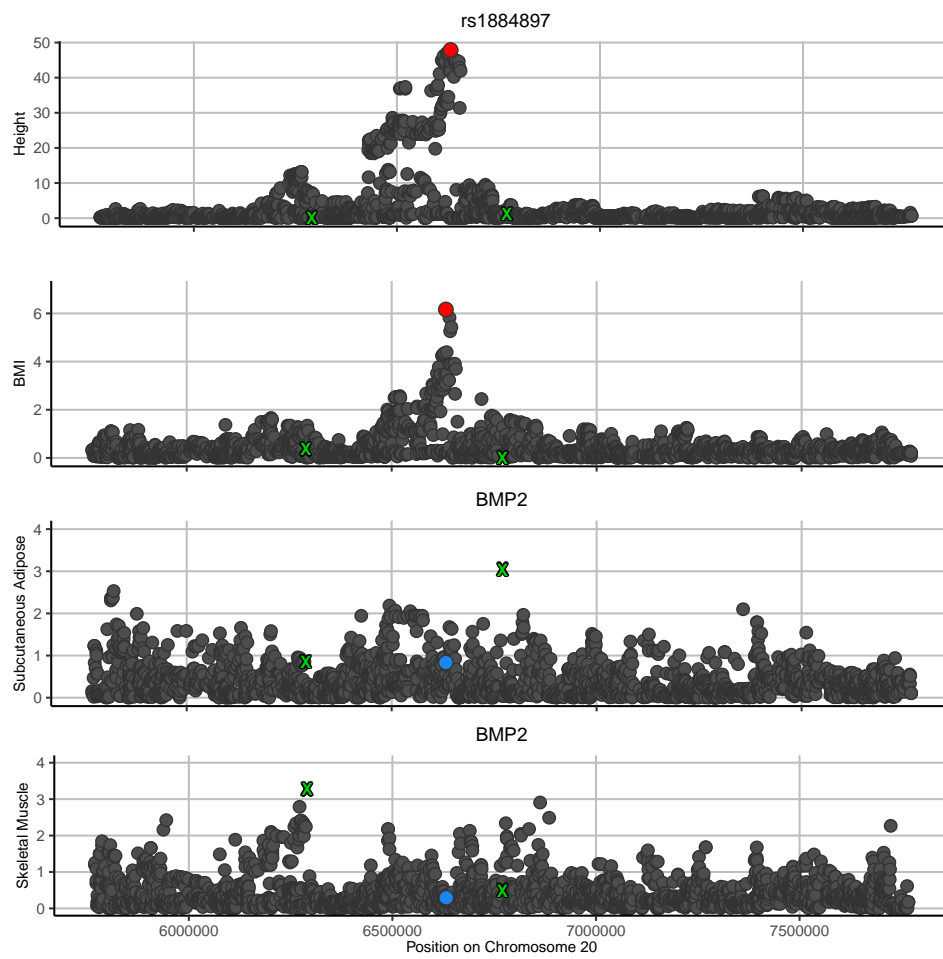 rs1884897
50
40
30
20
10
0
Height
6
4
2
0
BMI
BMP2
4
3
2
1
0
Subcutaneous Adipose
BMP2
4
3
2
1
0
Skeletal Muscle
6000000 6500000 7000000 7500000
Position on Chromosome 20